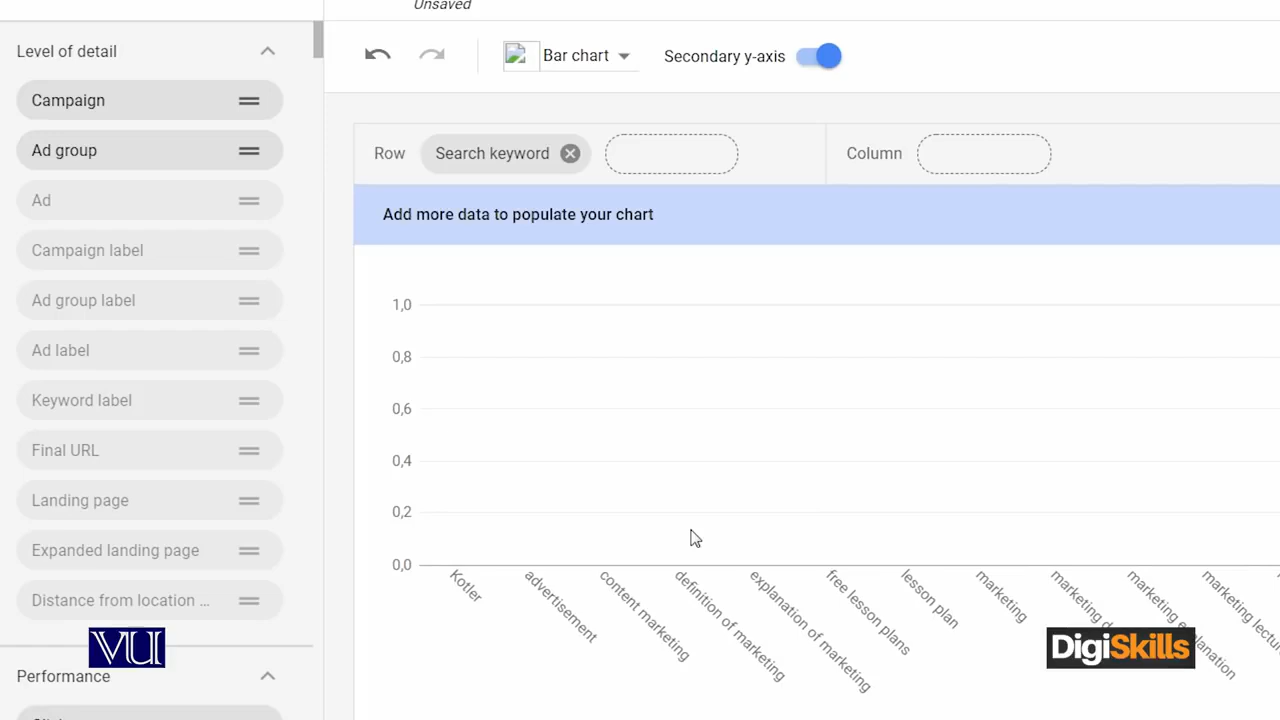 Unsaved
Level of detail
Bar chart
Secondary y-axis
Campaign
Ad group
Row
Search keyword
Column
Ad
Add more data to populate your chart
Campaign label
Ad group label
1,0
Ad label
0,8
Keyword label
0,6
Final URL
0,4
Landing page
0,2
Expanded landing page
0,0
Distance from location ...
Kotler
advertisement
content marketing
definition of marketing
explanation of marketing
free lesson plans
lesson plan
marketing
marketing
marketing
marketing
VU
DigiSkills
Performance